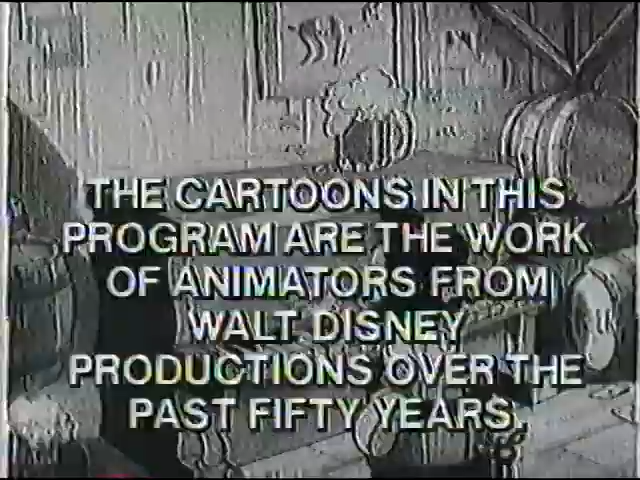 THE CARTOONS IN THIS
PROGRAM ARE THE WORK
OF ANIMATORS FROM
WALT DISNEY
PRODUCTIONS OVER THE
PAST FIFTY YEARS.